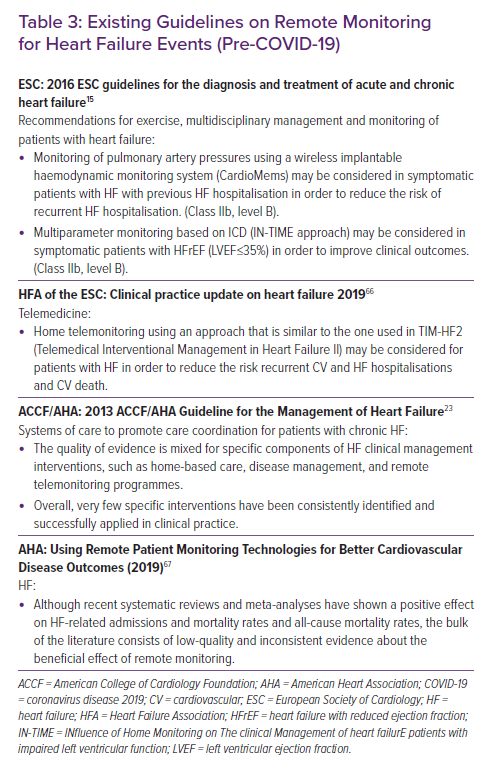 Table 3: Existing Guidelines on Remote Monitoring
for Heart Failure Events (Pre-COVID-19)
ESC: 2016 ESC guidelines for the diagnosis and treatment of acute and chronic
heart failure¹⁵
Recommendations for exercise, multidisciplinary management and monitoring of
patients with heart failure:
• Monitoring of pulmonary artery pressures using a wireless implantable
haemodynamic monitoring system (CardioMems) may be considered in symptomatic
patients with HF with previous HF hospitalisation in order to reduce the risk of
recurrent HF hospitalisation. (Class IIb, level B).
• Multiparameter monitoring based on ICD (IN-TIME approach) may be considered in
symptomatic patients with HFrEF (LVEF≤35%) in order to improve clinical outcomes.
(Class IIb, level B).
HFA of the ESC: Clinical practice update on heart failure 2019⁶⁶
Telemedicine:
• Home telemonitoring using an approach that is similar to the one used in TIM-HF2
(Telemedical Interventional Management in Heart Failure II) may be considered for
patients with HF in order to reduce the risk recurrent CV and HF hospitalisations
and CV death.
ACCF/AHA: 2013 ACCF/AHA Guideline for the Management of Heart Failure²³
Systems of care to promote care coordination for patients with chronic HF:
• The quality of evidence is mixed for specific components of HF clinical management
interventions, such as home-based care, disease management, and remote
telemonitoring programmes.
• Overall, very few specific interventions have been consistently identified and
successfully applied in clinical practice.
AHA: Using Remote Patient Monitoring Technologies for Better Cardiovascular
Disease Outcomes (2019)⁶⁷
HF:
• Although recent systematic reviews and meta-analyses have shown a positive effect
on HF-related admissions and mortality rates and all-cause mortality rates, the bulk
of the literature consists of low-quality and inconsistent evidence about the
beneficial effect of remote monitoring.
ACCF = American College of Cardiology Foundation; AHA = American Heart Association; COVID-19
= coronavirus disease 2019; CV = cardiovascular; ESC = European Society of Cardiology; HF =
heart failure; HFA = Heart Failure Association; HFrEF = heart failure with reduced ejection fraction;
IN-TIME = INfluence of Home Monitoring on The clinical Management of heart failurE patients with
impaired left ventricular function; LVEF = left ventricular ejection fraction.